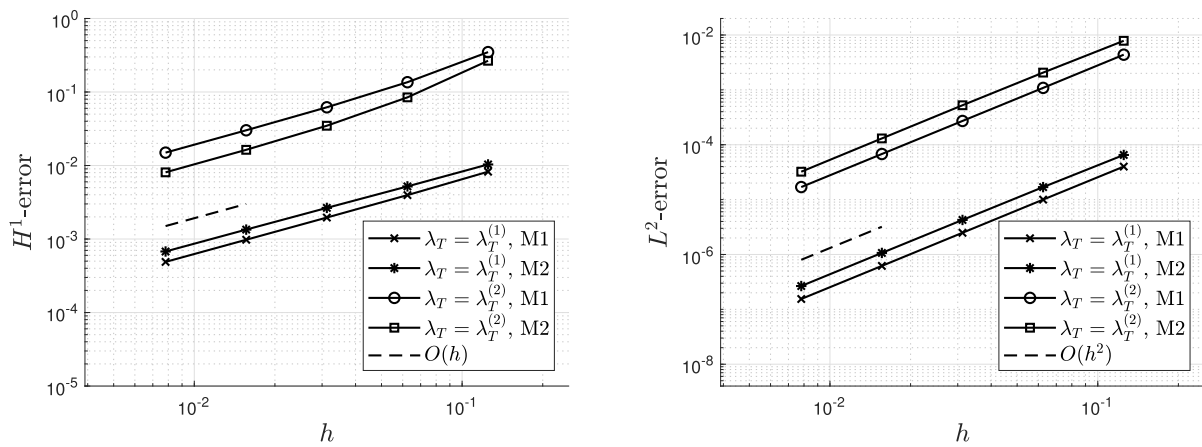 10^0
10^-1
10^-2
10^-3
10^-4
10^-5
H^1-error
10^-2
10^-1
h
λ_T = λ_T^(1), M1
λ_T = λ_T^(1), M2
λ_T = λ_T^(2), M1
λ_T = λ_T^(2), M2
O(h)
10^-2
10^-4
10^-6
10^-8
L^2-error
10^-2
10^-1
h
λ_T = λ_T^(1), M1
λ_T = λ_T^(1), M2
λ_T = λ_T^(2), M1
λ_T = λ_T^(2), M2
O(h^2)